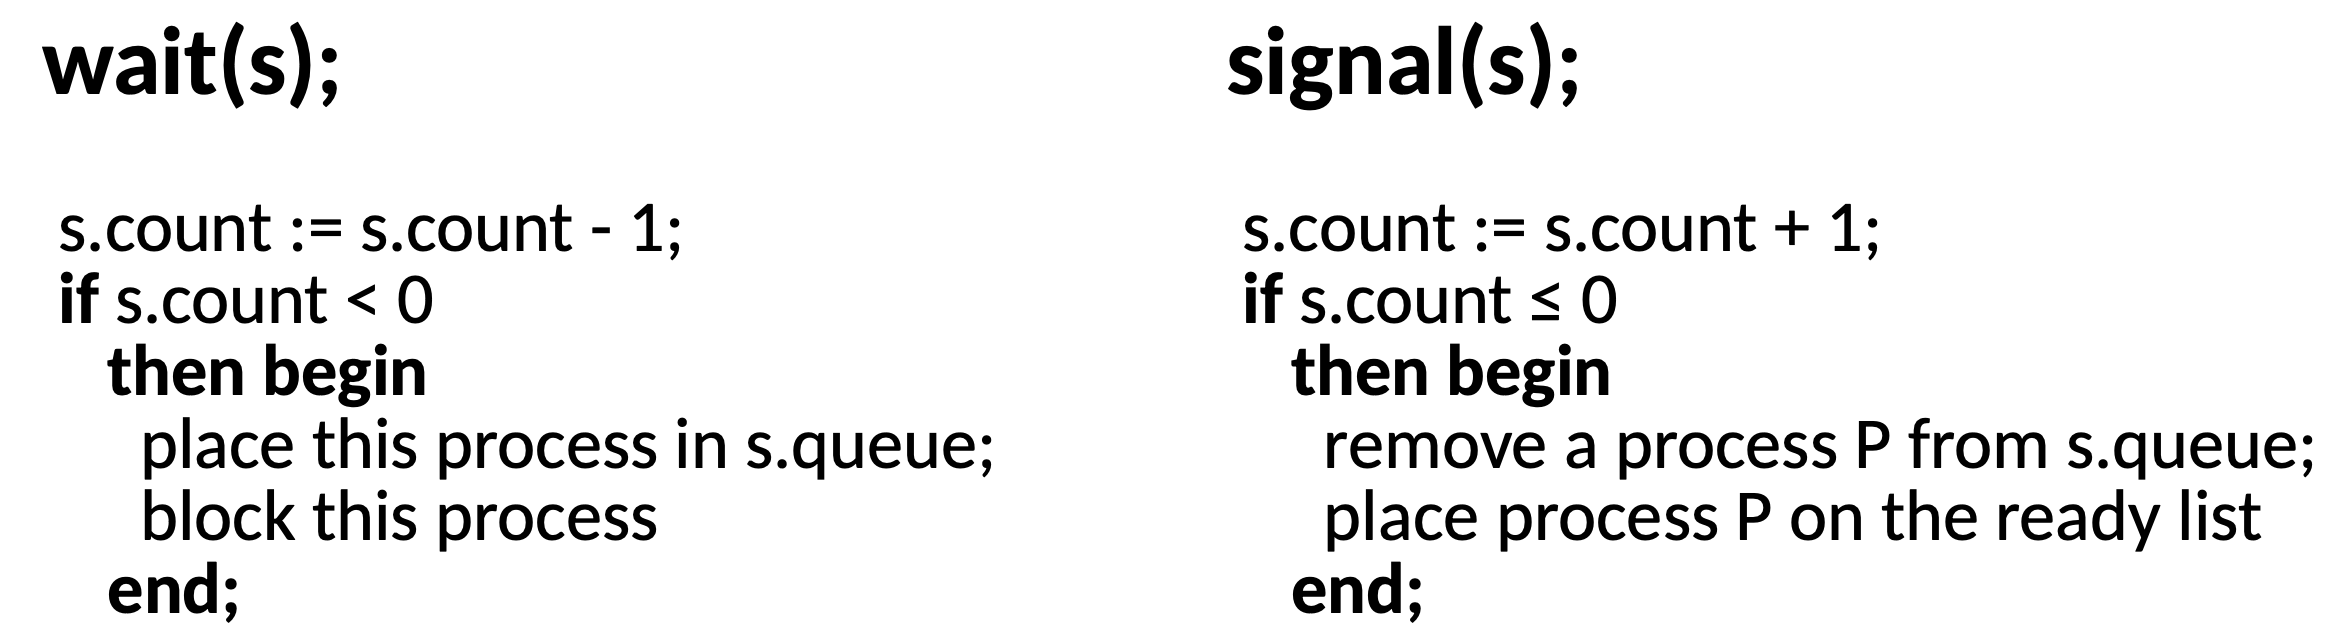 wait(s);
s.count := s.count - 1;
if s.count < 0
then begin
place this process in s.queue;
block this process
end;
signal(s);
s.count := s.count + 1;
if s.count ≤ 0
then begin
remove a process P from s.queue;
place process P on the ready list
end;